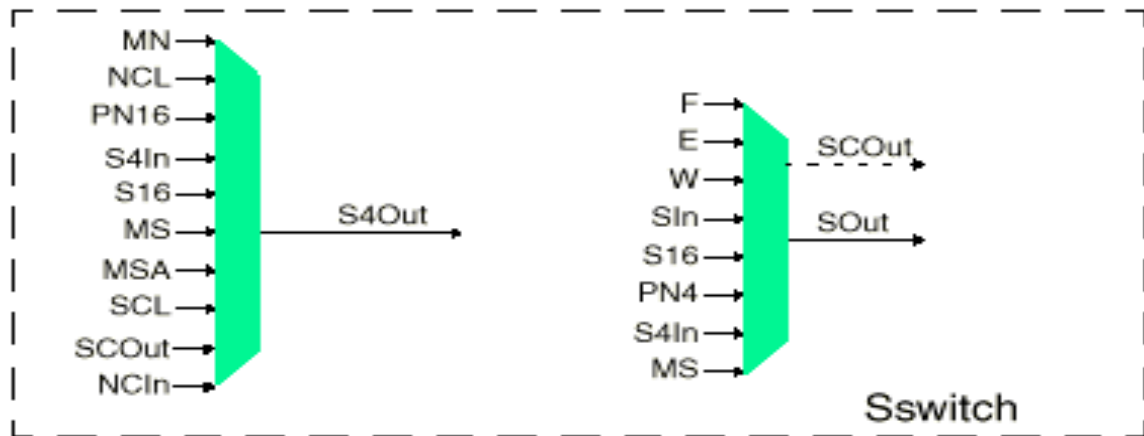 MN
NCL
PN16
S4In
S16
MS
MSA
SCL
SCOut
NCIn
S4Out
F
E
W
SIn
S16
PN4
S4In
MS
SCOut
SOut
Sswitch